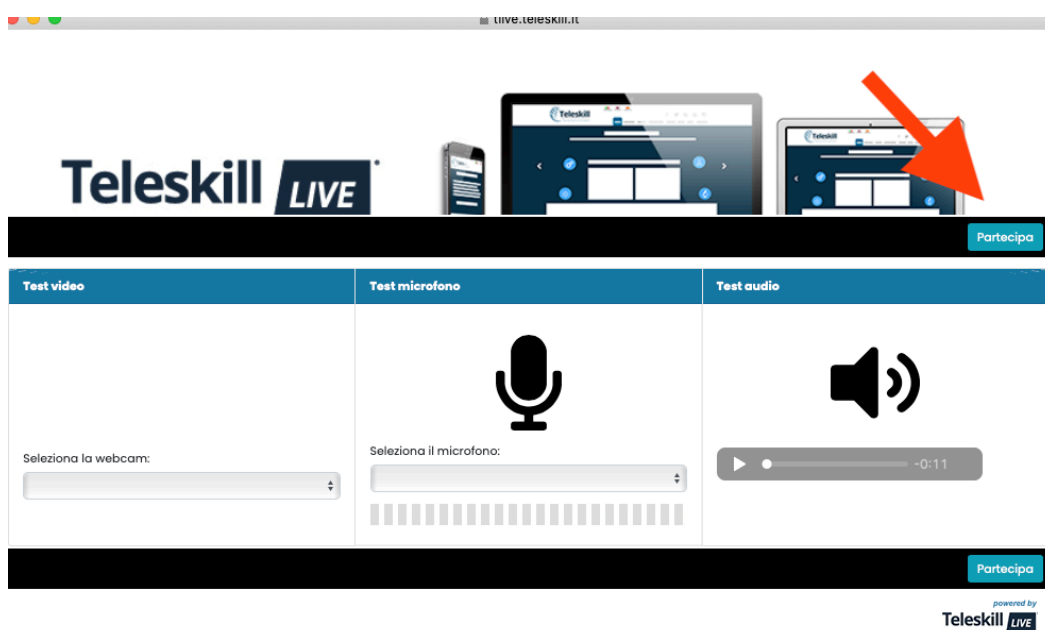 tlive.teleskill.it
Teleskill
Teleskill
Teleskill LIVE
Partecipa
Test video
Test microfono
Test audio
Seleziona la webcam:
Seleziona il microfono:
-0:11
Partecipa
powered by
Teleskill LIVE